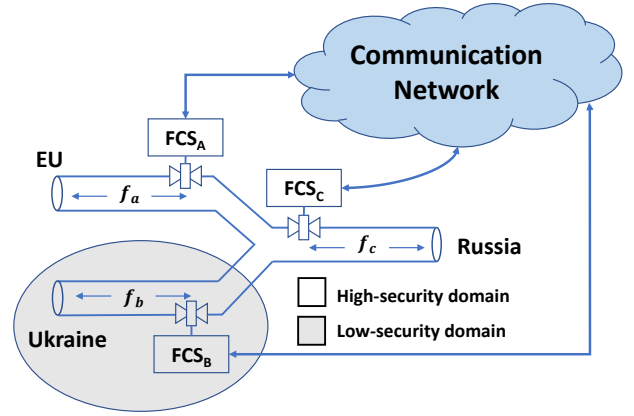 Communication
Network
FCSA
EU
FCSC
fa
fc
Russia
fb
High-security domain
Low-security domain
Ukraine
FCSB